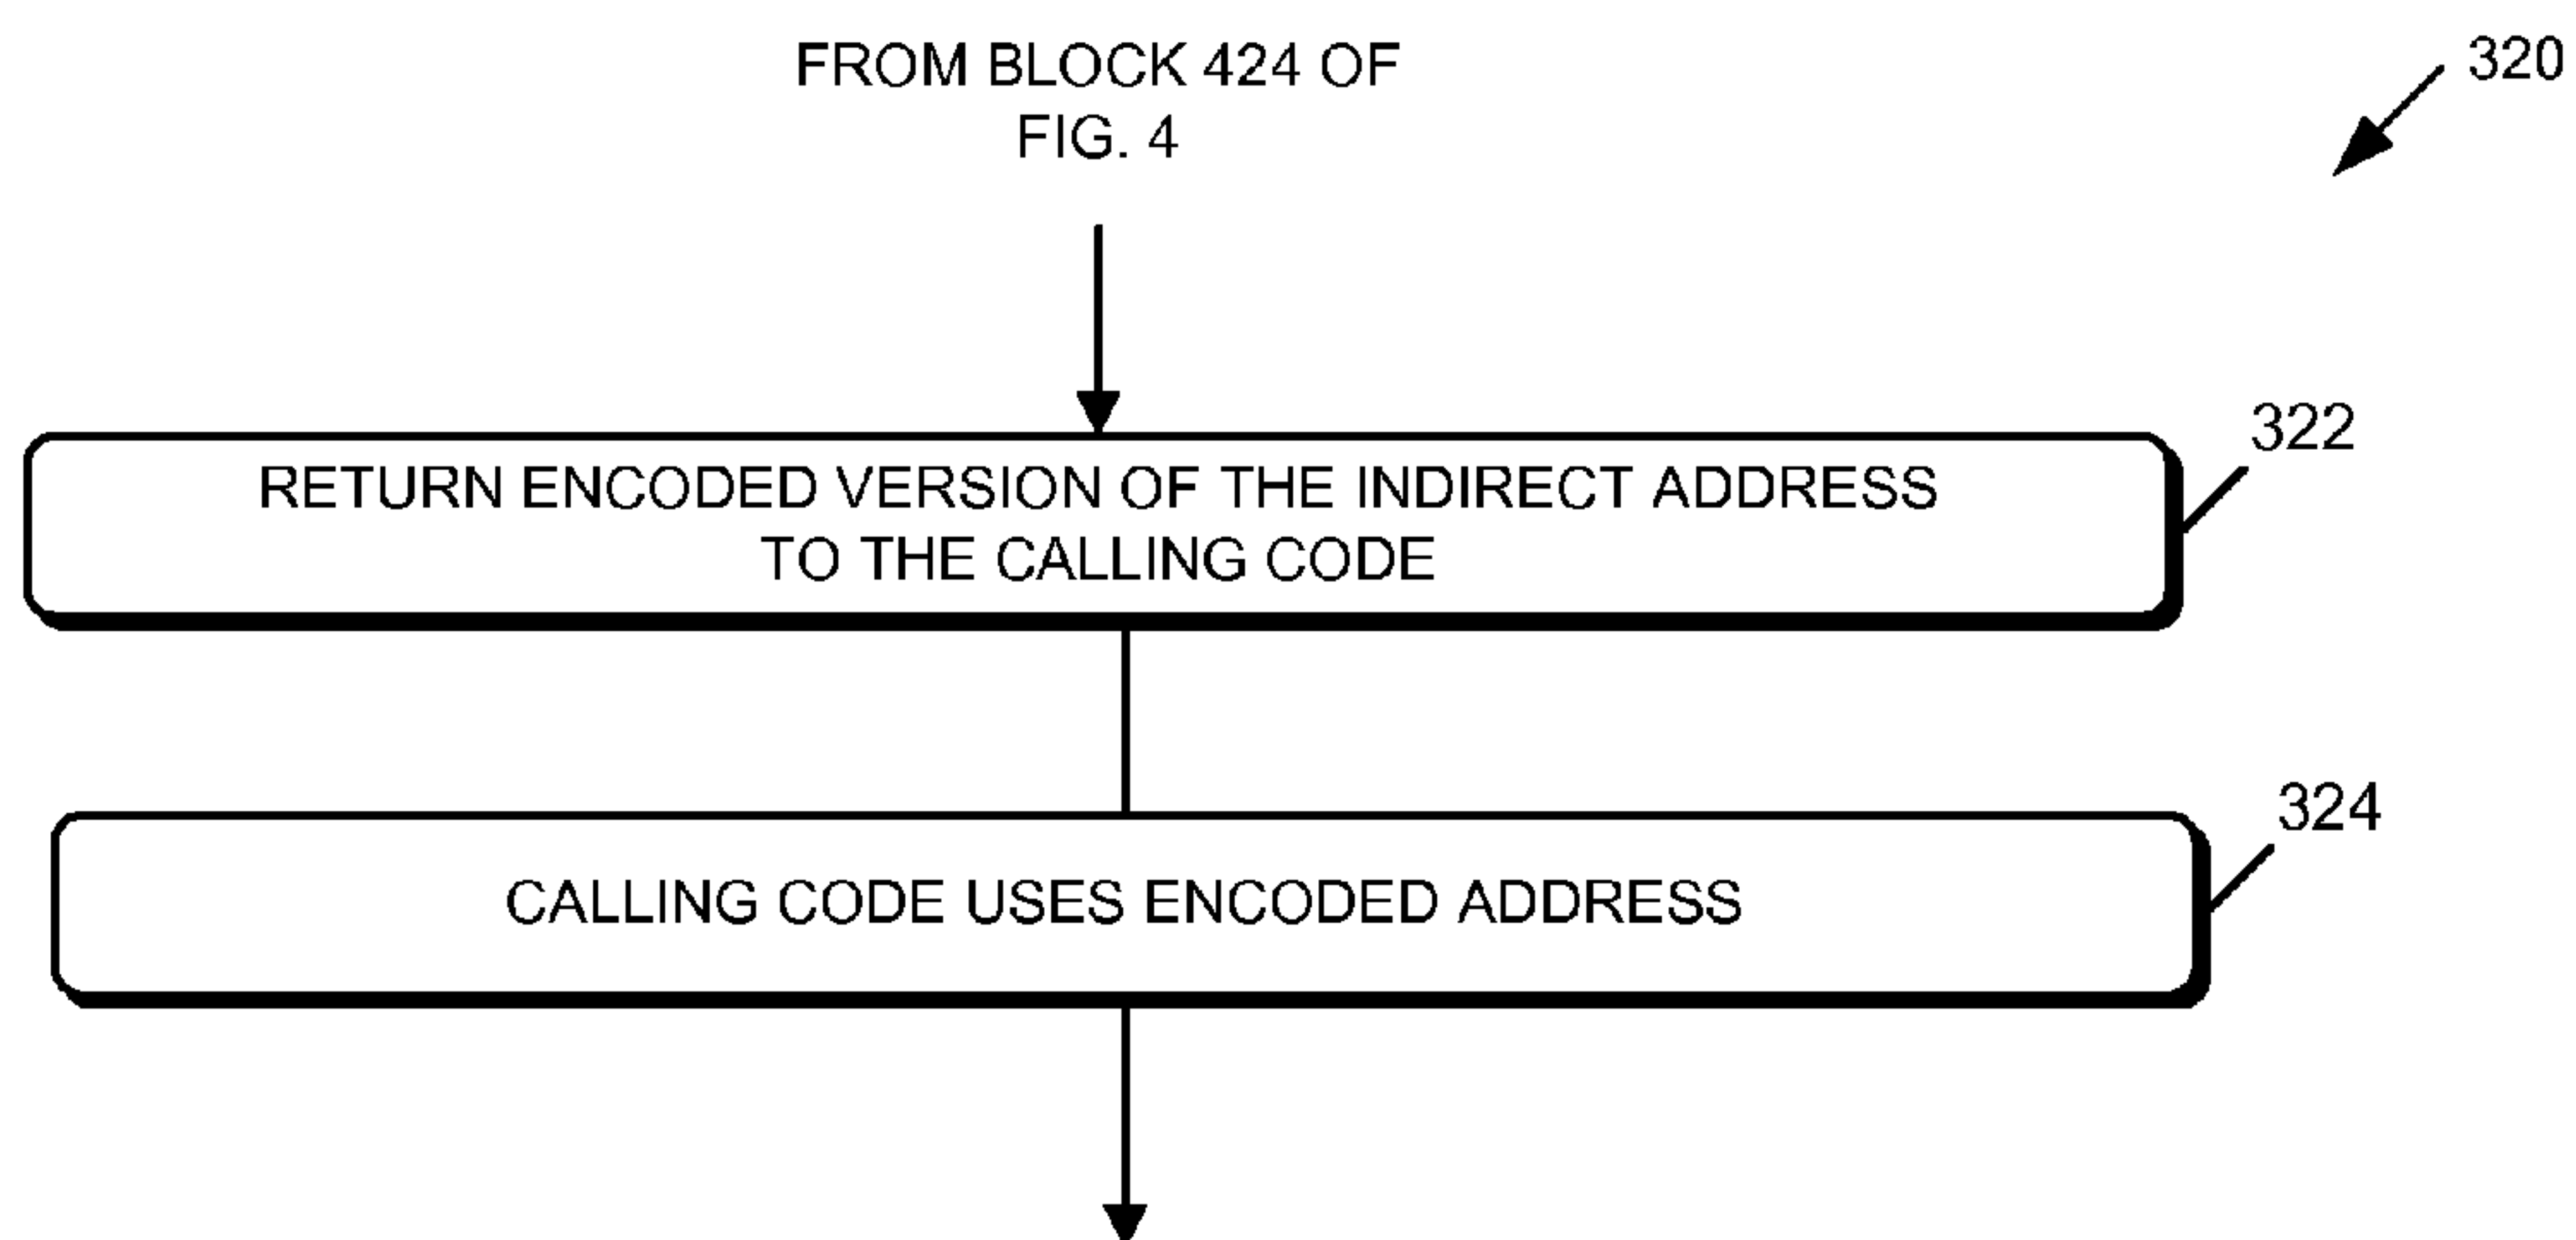 FROM BLOCK 424 OF
FIG. 4
320
322
RETURN ENCODED VERSION OF THE INDIRECT ADDRESS
TO THE CALLING CODE
324
CALLING CODE USES ENCODED ADDRESS